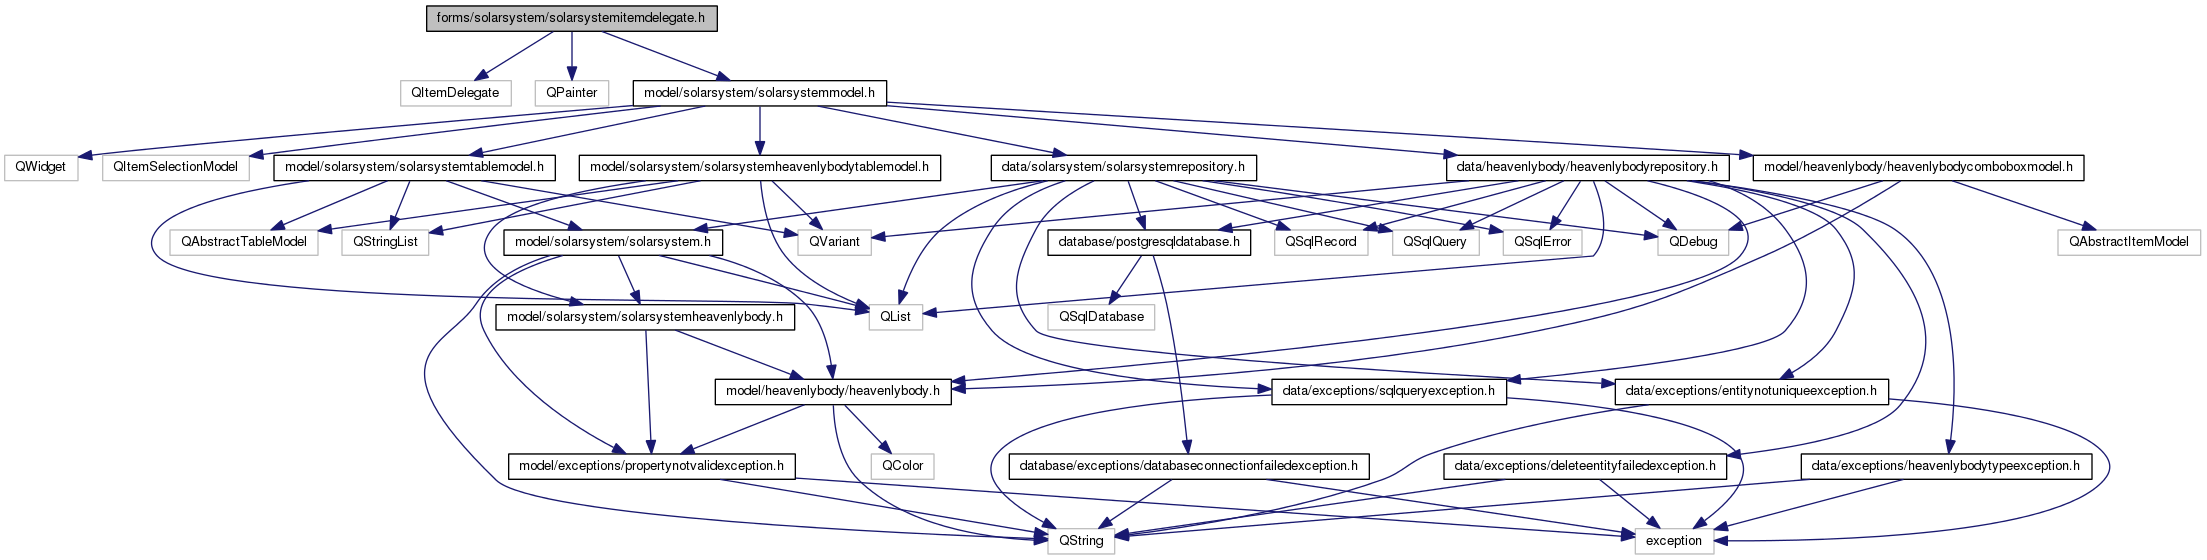 forms/solarsystem/solarsystemitemdelegate.h
QItemDelegate
QPainter
model/solarsystem/solarsystemmodel.h
QWidget
QItemSelectionModel
model/solarsystem/solarsystemtablemodel.h
model/solarsystem/solarsystemheavenlybodytablemodel.h
data/solarsystem/solarsystemrepository.h
data/heavenlybody/heavenlybodyrepository.h
model/heavenlybody/heavenlybodycomboboxmodel.h
QAbstractTableModel
QStringList
model/solarsystem/solarsystem.h
QVariant
database/postgresqldatabase.h
QSqlRecord
QSqlQuery
QSqlError
QDebug
QAbstractItemModel
model/solarsystem/solarsystemheavenlybody.h
QList
QSqlDatabase
model/heavenlybody/heavenlybody.h
data/exceptions/sqlqueryexception.h
data/exceptions/entitynotuniqueexception.h
model/exceptions/propertynotvalidexception.h
QColor
database/exceptions/databaseconnectionfailedexception.h
data/exceptions/deleteentityfailedexception.h
data/exceptions/heavenlybodytypeexception.h
QString
exception